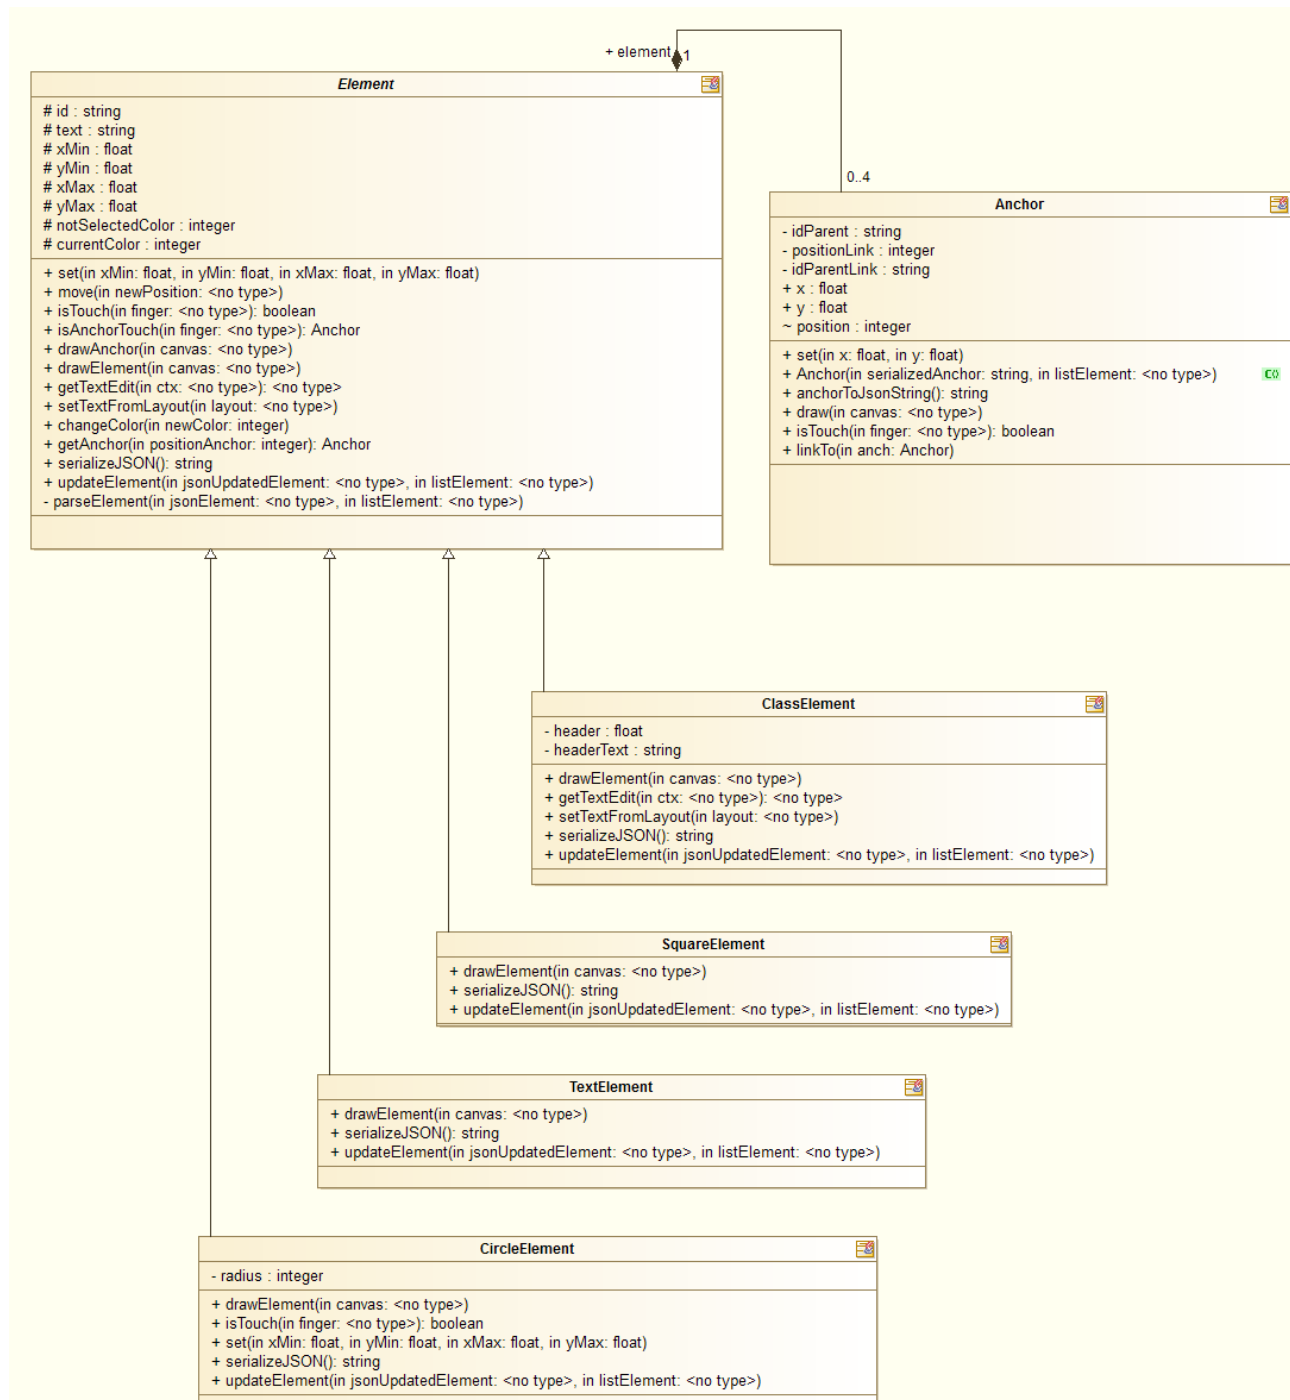 + element
1
Element
# id : string
# text : string
# xMin : float
# yMin : float
# xMax : float
# yMax : float
# notSelectedColor : integer
# currentColor : integer
+ set(in xMin: float, in yMin: float, in xMax: float, in yMax: float)
+ move(in newPosition: <no type>)
+ isTouch(in finger: <no type>): boolean
+ isAnchorTouch(in finger: <no type>): Anchor
+ drawAnchor(in canvas: <no type>)
+ drawElement(in canvas: <no type>)
+ getTextEdit(in ctx: <no type>): <no type>
+ setTextFromLayout(in layout: <no type>)
+ changeColor(in newColor: integer)
+ getAnchor(in positionAnchor: integer): Anchor
+ serializeJSON(): string
+ updateElement(in jsonUpdatedElement: <no type>, in listElement: <no type>)
- parseElement(in jsonElement: <no type>, in listElement: <no type>)
0..4
Anchor
- idParent : string
- positionLink : integer
- idParentLink : string
+ x : float
+ y : float
~ position : integer
+ set(in x: float, in y: float)
+ Anchor(in serializedAnchor: string, in listElement: <no type>)
C()
+ anchorToJsonString(): string
+ draw(in canvas: <no type>)
+ isTouch(in finger: <no type>): boolean
+ linkTo(in anch: Anchor)
ClassElement
- header : float
- headerText : string
+ drawElement(in canvas: <no type>)
+ getTextEdit(in ctx: <no type>): <no type>
+ setTextFromLayout(in layout: <no type>)
+ serializeJSON(): string
+ updateElement(in jsonUpdatedElement: <no type>, in listElement: <no type>)
SquareElement
+ drawElement(in canvas: <no type>)
+ serializeJSON(): string
+ updateElement(in jsonUpdatedElement: <no type>, in listElement: <no type>)
TextElement
+ drawElement(in canvas: <no type>)
+ serializeJSON(): string
+ updateElement(in jsonUpdatedElement: <no type>, in listElement: <no type>)
CircleElement
- radius : integer
+ drawElement(in canvas: <no type>)
+ isTouch(in finger: <no type>): boolean
+ set(in xMin: float, in yMin: float, in xMax: float, in yMax: float)
+ serializeJSON(): string
+ updateElement(in jsonUpdatedElement: <no type>, in listElement: <no type>)